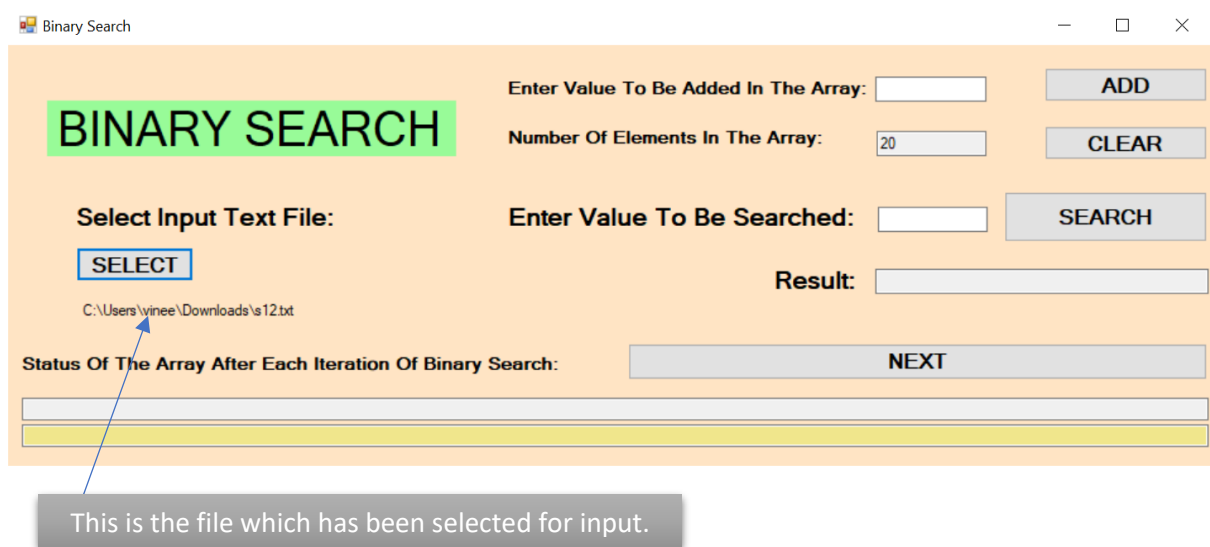 Binary Search
Enter Value To Be Added In The Array:
ADD
BINARY SEARCH
Number Of Elements In The Array:
20
CLEAR
Select Input Text File:
Enter Value To Be Searched:
SEARCH
SELECT
Result:
C:\Users\vinee\Downloads\s12.txt
Status Of The Array After Each Iteration Of Binary Search:
NEXT
This is the file which has been selected for input.